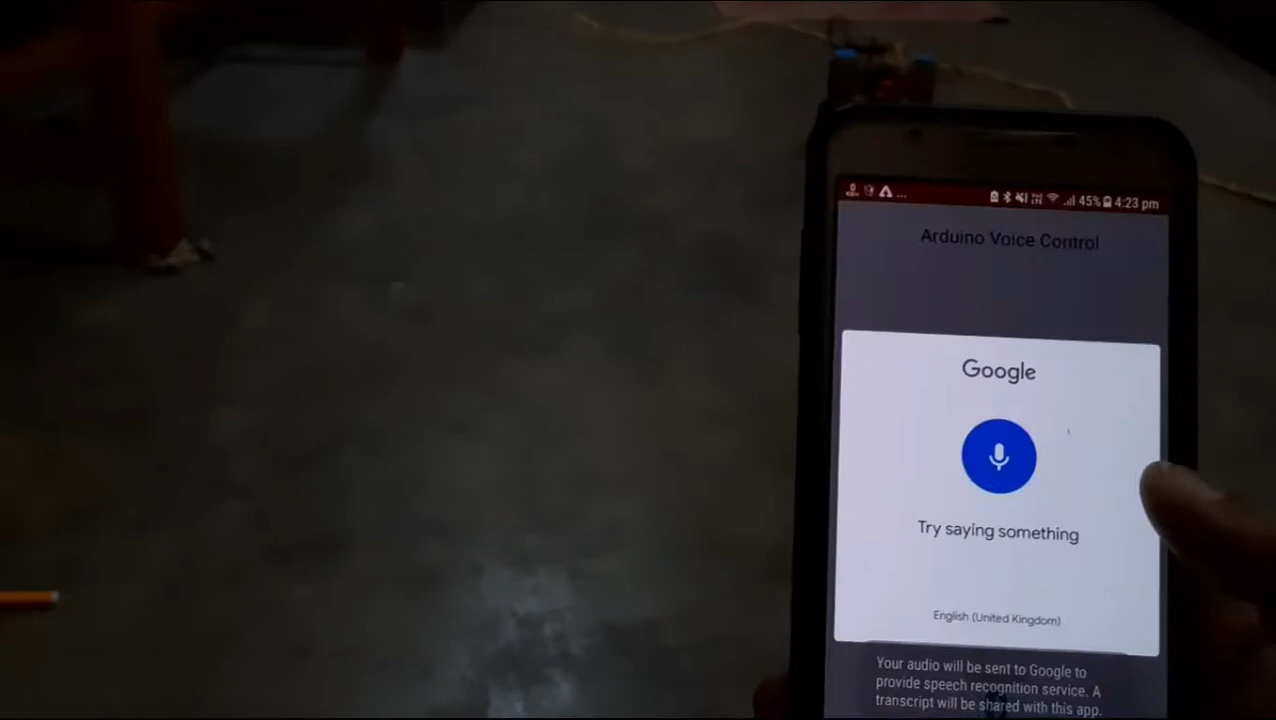 45% 4:23 pm
Arduino Voice Control
Google
Try saying something
English (United Kingdom)
Your audio will be sent to Google to
provide speech recognition service. A
transcript will be shared with this app.